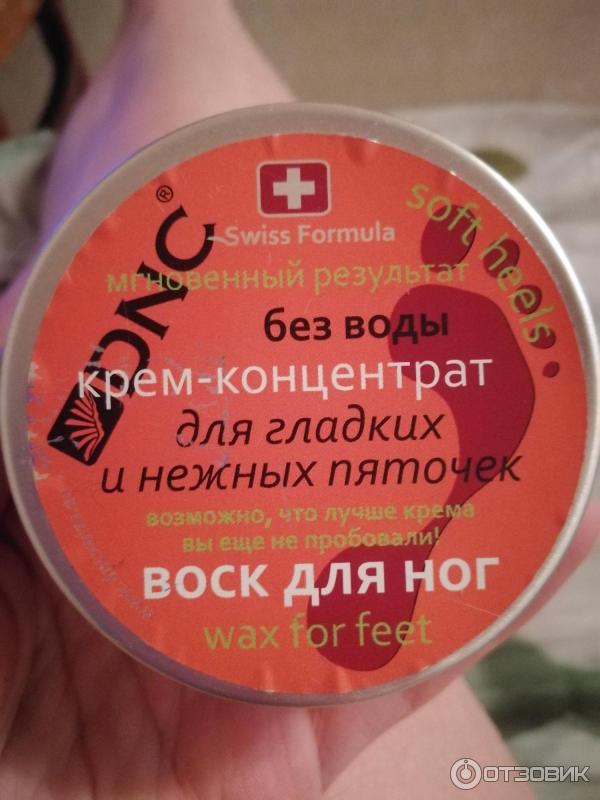 DNC®
Swiss Formula
soft heels
мгновенный результат
без воды
крем-концентрат
для гладких
и нежных пяточек
возможно, что лучше крема
вы еще не пробовали!
воск для ног
wax for feet
ОТЗОВИК